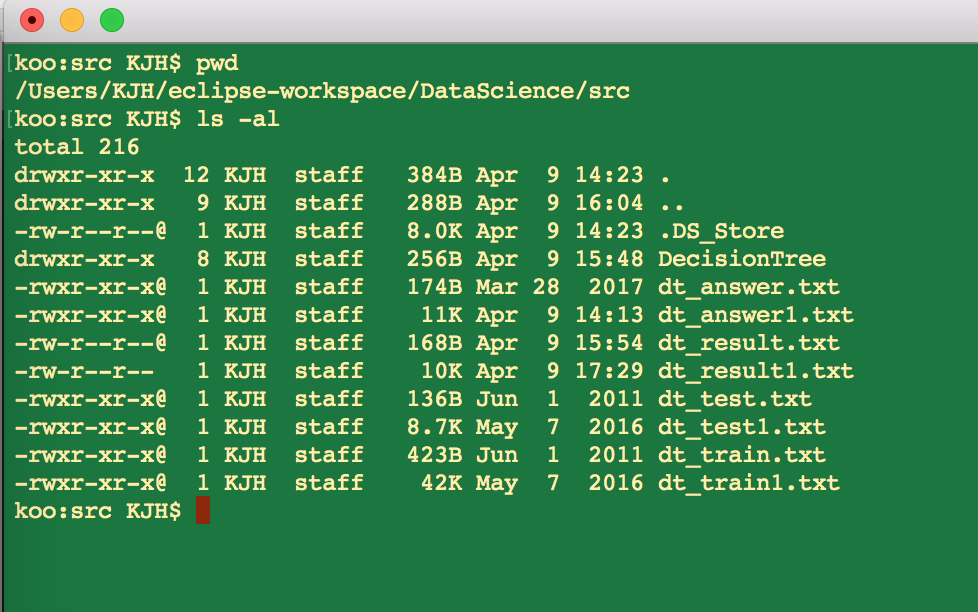 [koo:src KJH$ pwd
/Users/KJH/eclipse-workspace/DataScience/src
[koo:src KJH$ ls -al
total 216
drwxr-xr-x  12 KJH  staff   384B Apr  9 14:23 .
drwxr-xr-x   9 KJH  staff   288B Apr  9 16:04 ..
-rw-r--r--@  1 KJH  staff   8.0K Apr  9 14:23 .DS_Store
drwxr-xr-x   8 KJH  staff   256B Apr  9 15:48 DecisionTree
-rwxr-xr-x@  1 KJH  staff   174B Mar 28  2017 dt_answer.txt
-rwxr-xr-x@  1 KJH  staff    11K Apr  9 14:13 dt_answer1.txt
-rw-r--r--@  1 KJH  staff   168B Apr  9 15:54 dt_result.txt
-rw-r--r--   1 KJH  staff    10K Apr  9 17:29 dt_result1.txt
-rwxr-xr-x@  1 KJH  staff   136B Jun  1  2011 dt_test.txt
-rwxr-xr-x@  1 KJH  staff   8.7K May  7  2016 dt_test1.txt
-rwxr-xr-x@  1 KJH  staff   423B Jun  1  2011 dt_train.txt
-rwxr-xr-x@  1 KJH  staff    42K May  7  2016 dt_train1.txt
koo:src KJH$